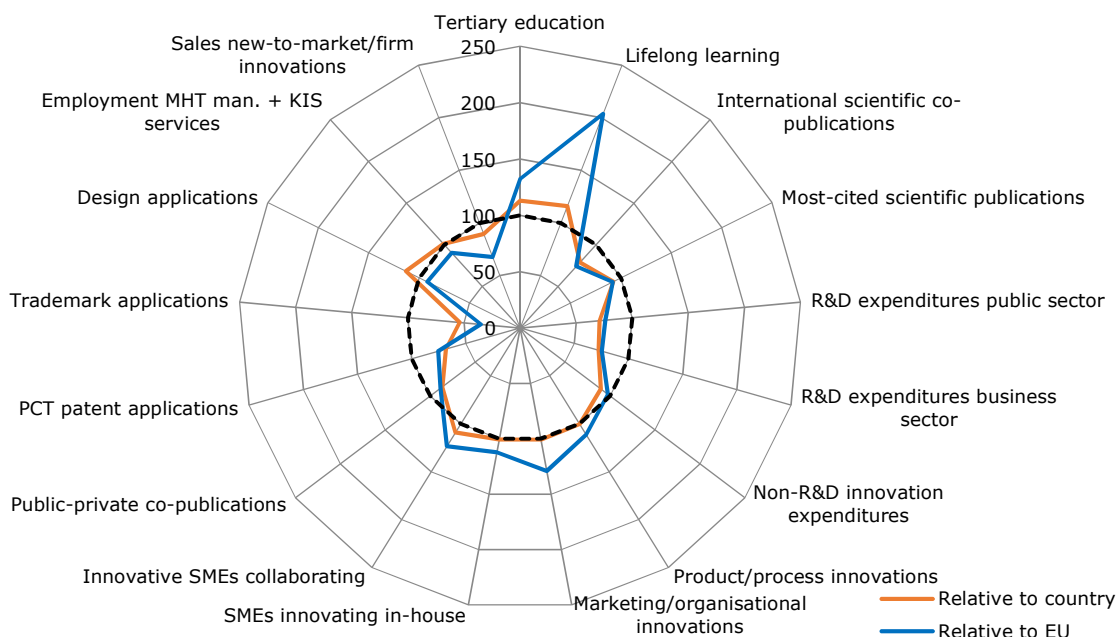 Tertiary education
Lifelong learning
International scientific co-
publications
Most-cited scientific publications
R&D expenditures public sector
R&D expenditures business
sector
Non-R&D innovation
expenditures
Product/process innovations
Marketing/organisational
innovations
SMEs innovating in-house
Innovative SMEs collaborating
Public-private co-publications
PCT patent applications
Trademark applications
Design applications
Employment MHT man. + KIS
services
Sales new-to-market/firm
innovations
250
200
150
100
50
0
Relative to country
Relative to EU